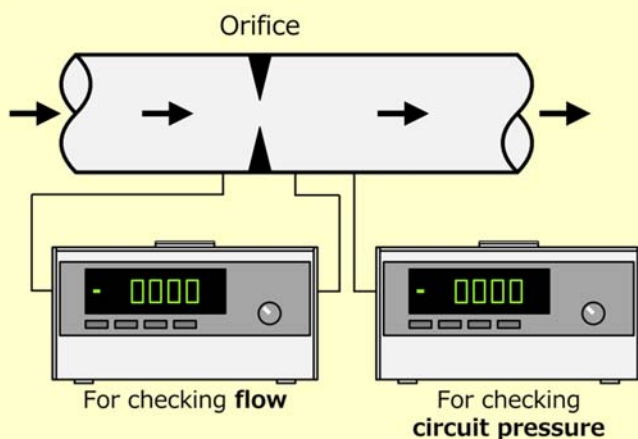 Orifice
- 0000
- 0000
For checking flow
For checking
circuit pressure